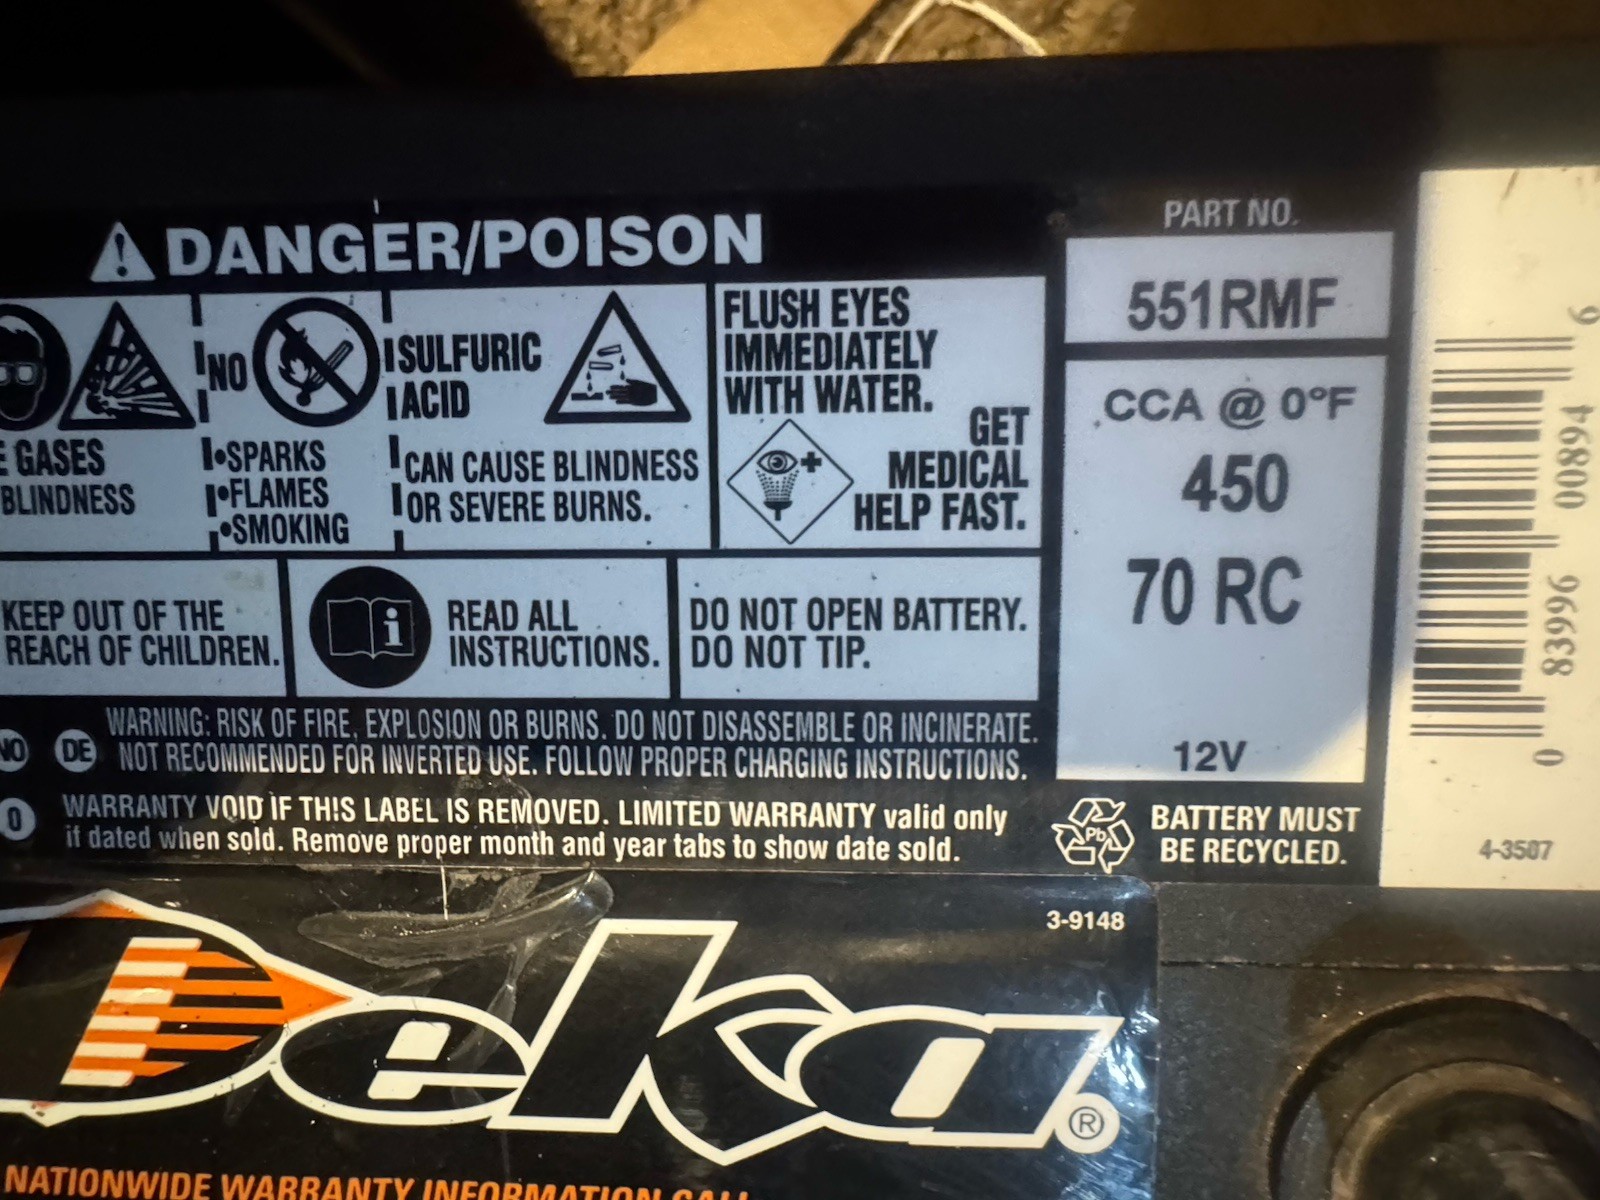 DANGER/POISON
E GASES
BLINDNESS
NO
•SPARKS
•FLAMES
•SMOKING
SULFURIC
ACID
CAN CAUSE BLINDNESS
OR SEVERE BURNS.
FLUSH EYES
IMMEDIATELY
WITH WATER.
GET
MEDICAL
HELP FAST.
KEEP OUT OF THE
REACH OF CHILDREN.
i
READ ALL
INSTRUCTIONS.
DO NOT OPEN BATTERY.
DO NOT TIP.
NO DE WARNING: RISK OF FIRE, EXPLOSION OR BURNS. DO NOT DISASSEMBLE OR INCINERATE.
NOT RECOMMENDED FOR INVERTED USE. FOLLOW PROPER CHARGING INSTRUCTIONS.
0 WARRANTY VOID IF THIS LABEL IS REMOVED. LIMITED WARRANTY valid only
if dated when sold. Remove proper month and year tabs to show date sold.
PART NO.
551RMF
CCA @ 0°F
450
70 RC
12V
Pb
BATTERY MUST
BE RECYCLED.
0 83996 00894 6
4-3507
3-9148
Deka®
NATIONWIDE WARRANTY INFORMATION CALL